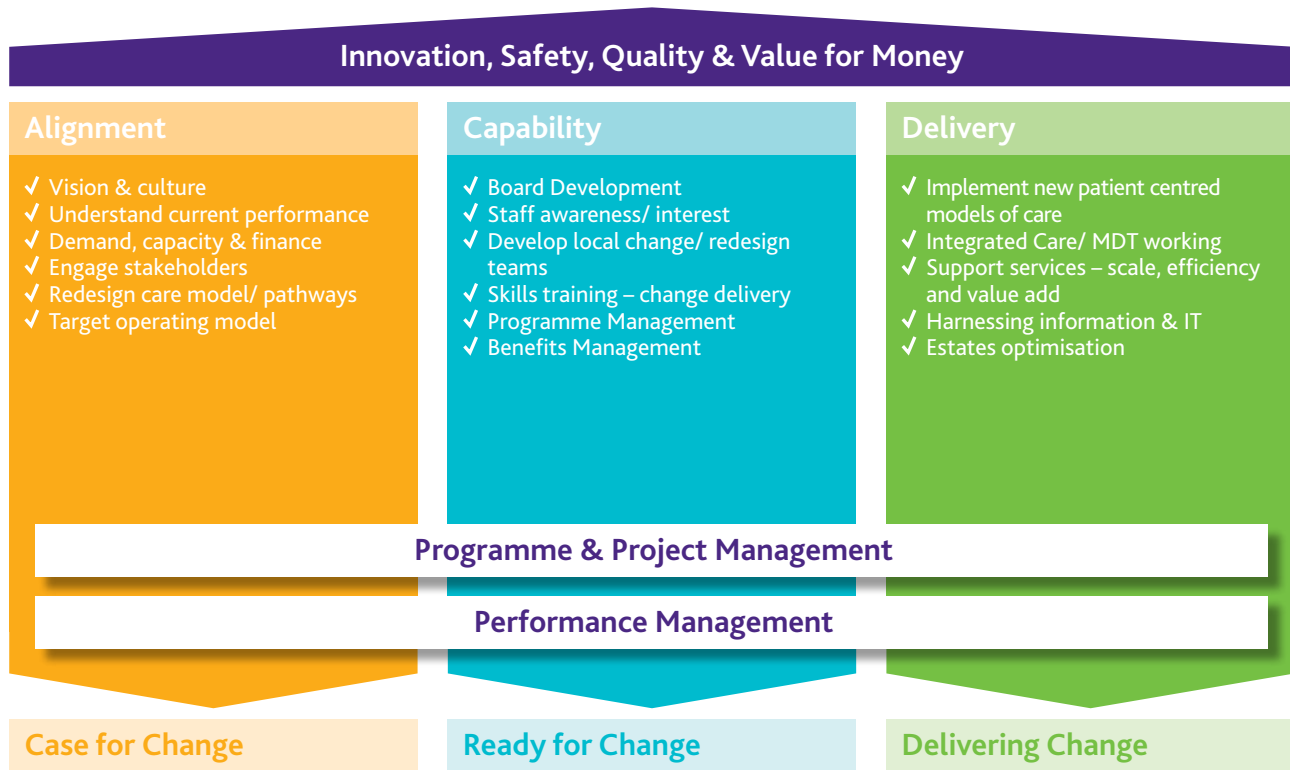 Innovation, Safety, Quality & Value for Money
Alignment
✓ Vision & culture
✓ Understand current performance
✓ Demand, capacity & finance
✓ Engage stakeholders
✓ Redesign care model/ pathways
✓ Target operating model
Capability
✓ Board Development
✓ Staff awareness/ interest
✓ Develop local change/ redesign
teams
✓ Skills training – change delivery
✓ Programme Management
✓ Benefits Management
Delivery
✓ Implement new patient centred
models of care
✓ Integrated Care/ MDT working
✓ Support services – scale, efficiency
and value add
✓ Harnessing information & IT
✓ Estates optimisation
Programme & Project Management
Performance Management
Case for Change
Ready for Change
Delivering Change